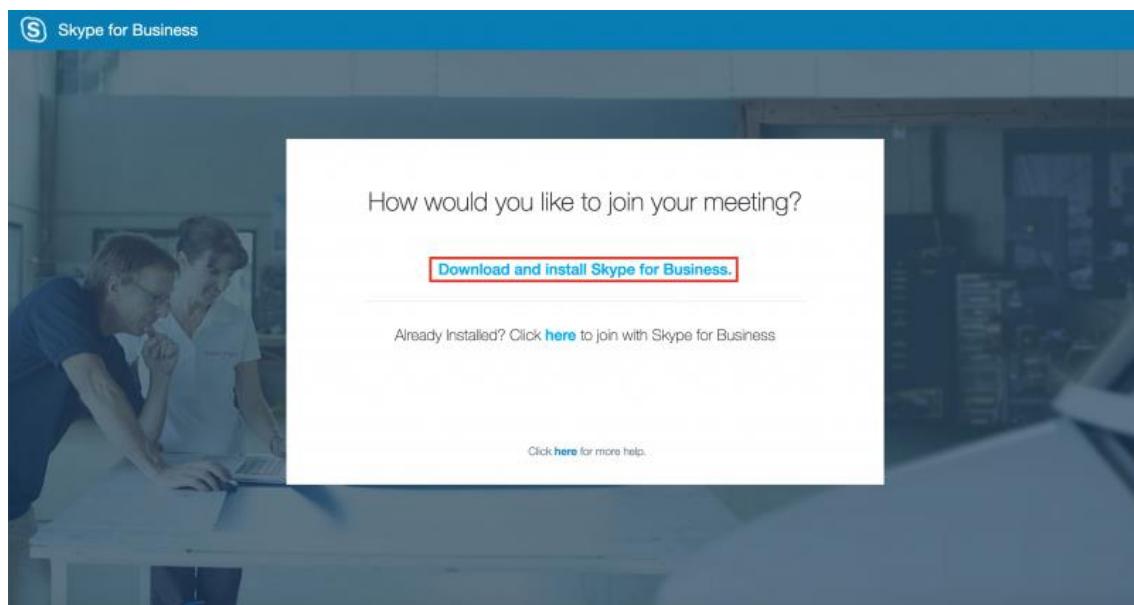 Skype for Business
How would you like to join your meeting?
Download and install Skype for Business.
Already Installed? Click here to join with Skype for Business
Click here for more help.